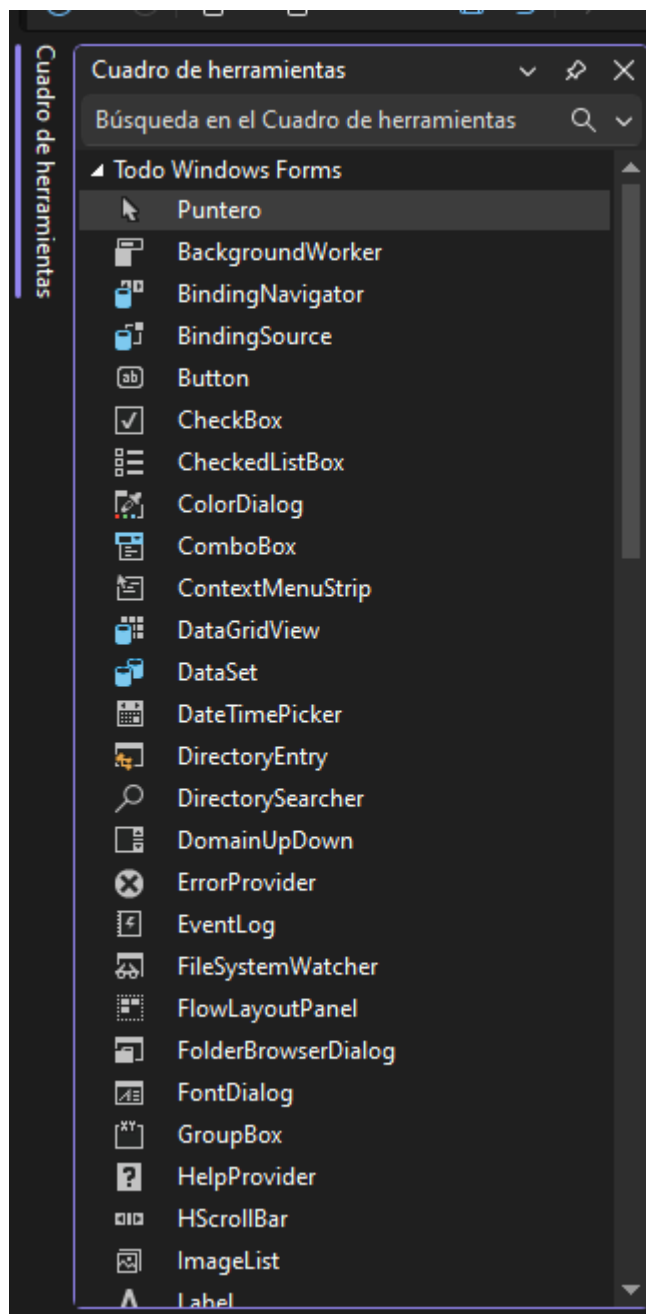 Cuadro de herramientas
Cuadro de herramientas
Búsqueda en el Cuadro de herramientas
Todo Windows Forms
Puntero
BackgroundWorker
BindingNavigator
BindingSource
Button
CheckBox
CheckedListBox
ColorDialog
ComboBox
ContextMenuStrip
DataGridView
DataSet
DateTimePicker
DirectoryEntry
DirectorySearcher
DomainUpDown
ErrorProvider
EventLog
FileSystemWatcher
FlowLayoutPanel
FolderBrowserDialog
FontDialog
GroupBox
HelpProvider
HScrollBar
ImageList
Label